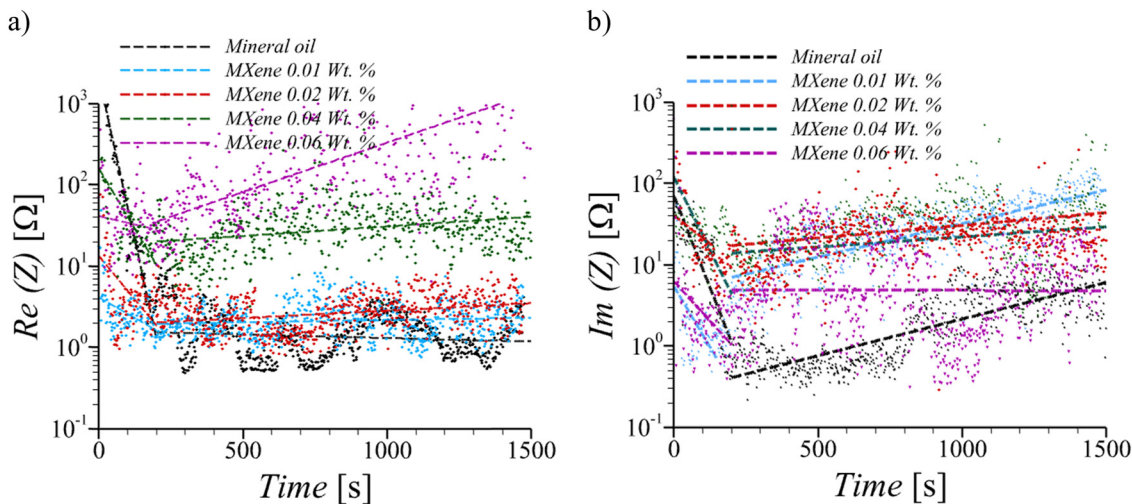 a)
Mineral oil
MXene 0.01 Wt. %
MXene 0.02 Wt. %
MXene 0.04 Wt. %
MXene 0.06 Wt. %
10³
10²
10¹
10⁰
10⁻¹
Re (Z) [Ω]
0 500 1000 1500
Time [s]
b)
Mineral oil
MXene 0.01 Wt. %
MXene 0.02 Wt. %
MXene 0.04 Wt. %
MXene 0.06 Wt. %
10³
10²
10¹
10⁰
10⁻¹
Im (Z) [Ω]
0 500 1000 1500
Time [s]